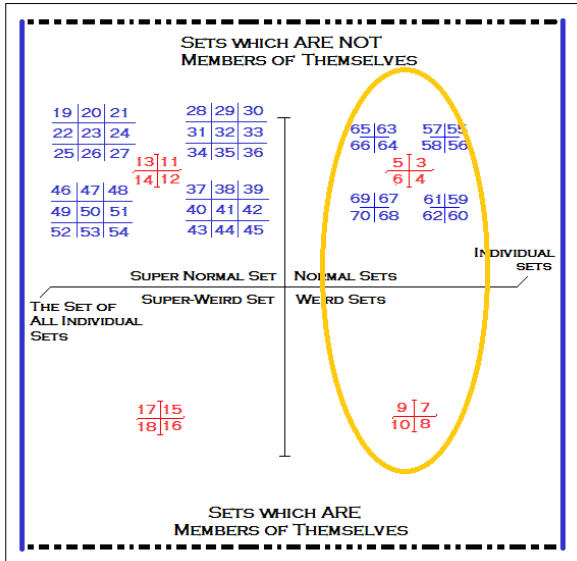 Sets which ARE NOT
Members of Themselves
19 20 21
22 23 24
25 26 27
28 29 30
31 32 33
34 35 36
13 11
14 12
46 47 48
49 50 51
52 53 54
37 38 39
40 41 42
43 44 45
65 63
66 64
57 55
58 56
5 3
6 4
69 67
70 68
61 59
62 60
Super Normal Set
Normal Sets
Individual
sets
The Set of
All Individual
Sets
Super-Weird Set
Weird Sets
17 15
18 16
9 7
10 8
Sets which ARE
Members of Themselves